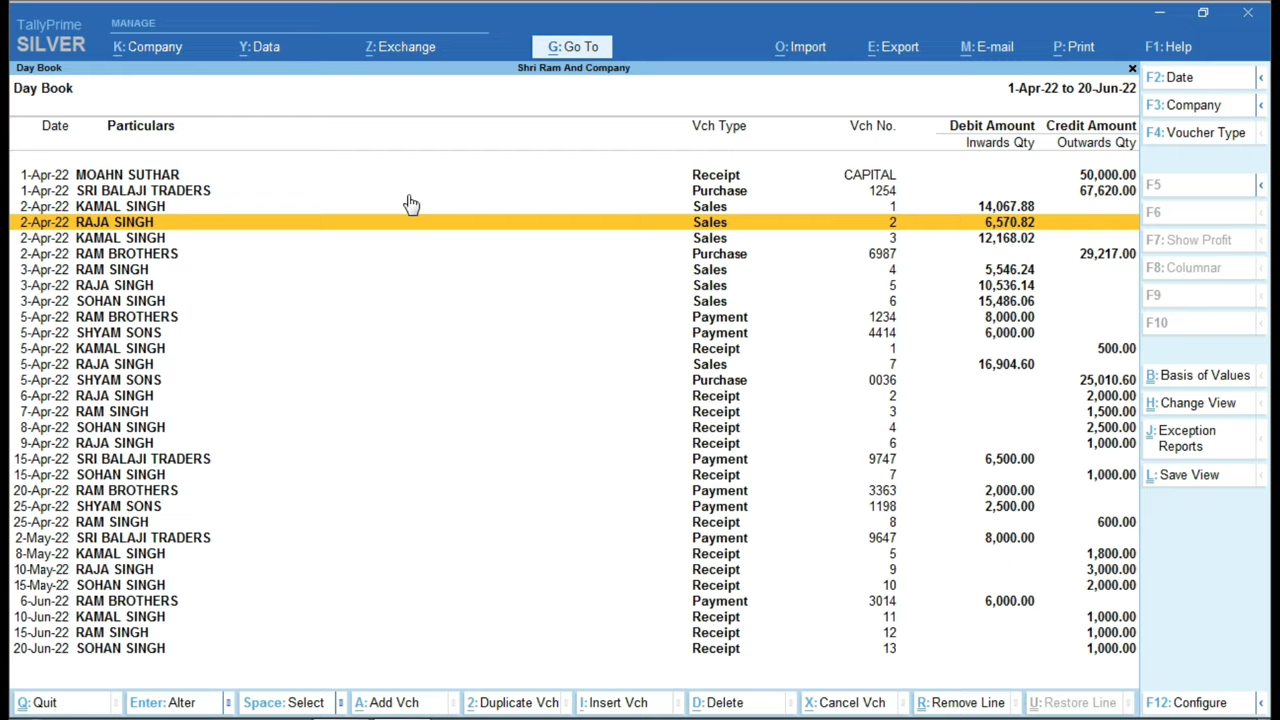 TallyPrime MANAGE
SILVER K: Company Y: Data Z: Exchange G: Go To O: Import E: Export M: E-mail P: Print F1: Help
Day Book Shri Ram And Company
Day Book 1-Apr-22 to 20-Jun-22
Date Particulars Vch Type Vch No. Debit Amount Credit Amount
Inwards Qty Outwards Qty
1-Apr-22 MOAHN SUTHAR Receipt CAPITAL 50,000.00
1-Apr-22 SRI BALAJI TRADERS Purchase 1254 67,620.00
2-Apr-22 KAMAL SINGH Sales 1 14,067.88
2-Apr-22 RAJA SINGH Sales 2 6,570.82
2-Apr-22 KAMAL SINGH Sales 3 12,168.02
2-Apr-22 RAM BROTHERS Purchase 6987 29,217.00
3-Apr-22 RAM SINGH Sales 4 5,546.24
3-Apr-22 RAJA SINGH Sales 5 10,536.14
3-Apr-22 SOHAN SINGH Sales 6 15,486.06
5-Apr-22 RAM BROTHERS Payment 1234 8,000.00
5-Apr-22 SHYAM SONS Payment 4414 6,000.00
5-Apr-22 KAMAL SINGH Receipt 1 500.00
5-Apr-22 RAJA SINGH Sales 7 16,904.60
5-Apr-22 SHYAM SONS Purchase 0036 25,010.60
6-Apr-22 RAJA SINGH Receipt 2 2,000.00
7-Apr-22 RAM SINGH Receipt 3 1,500.00
8-Apr-22 SOHAN SINGH Receipt 4 2,500.00
9-Apr-22 RAJA SINGH Receipt 6 1,000.00
15-Apr-22 SRI BALAJI TRADERS Payment 9747 6,500.00
15-Apr-22 SOHAN SINGH Receipt 7 1,000.00
20-Apr-22 RAM BROTHERS Payment 3363 2,000.00
25-Apr-22 SHYAM SONS Payment 1198 2,500.00
25-Apr-22 RAM SINGH Receipt 8 600.00
2-May-22 SRI BALAJI TRADERS Payment 9647 8,000.00
8-May-22 KAMAL SINGH Receipt 5 1,800.00
10-May-22 RAJA SINGH Receipt 9 3,000.00
15-May-22 SOHAN SINGH Receipt 10 2,000.00
6-Jun-22 RAM BROTHERS Payment 3014 6,000.00
10-Jun-22 KAMAL SINGH Receipt 11 1,000.00
15-Jun-22 RAM SINGH Receipt 12 1,000.00
20-Jun-22 SOHAN SINGH Receipt 13 1,000.00
F2: Date
F3: Company
F4: Voucher Type
F5
F6
F7: Show Profit
F8: Columnar
F9
F10
B: Basis of Values
H: Change View
J: Exception
Reports
L: Save View
Q: Quit Enter: Alter Space: Select A: Add Vch 2: Duplicate Vch I: Insert Vch D: Delete X: Cancel Vch R: Remove Line U: Restore Line F12: Configure